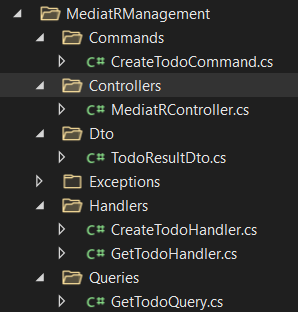 MediatRManagement
Commands
C# CreateTodoCommand.cs
Controllers
C# MediatRController.cs
Dto
C# TodoResultDto.cs
Exceptions
Handlers
C# CreateTodoHandler.cs
C# GetTodoHandler.cs
Queries
C# GetTodoQuery.cs